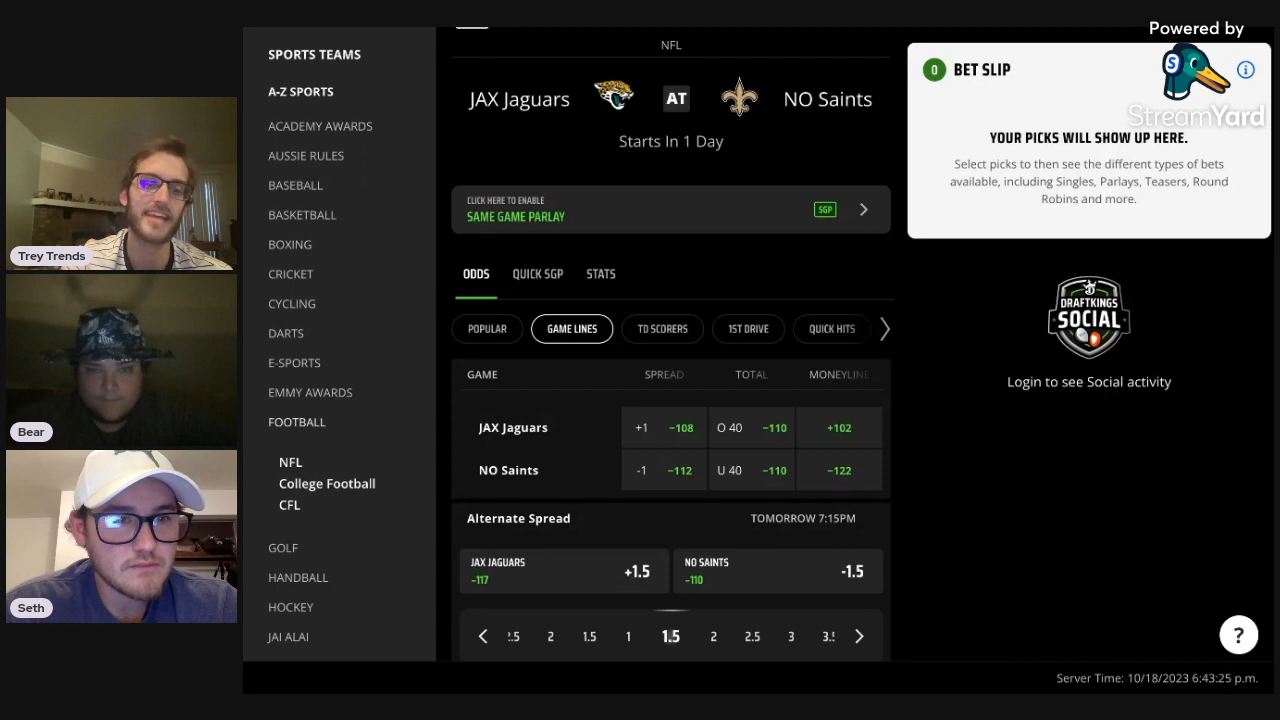 Powered by
StreamYard
S
Trey Trends
Bear
Seth
SPORTS TEAMS
A-Z SPORTS
ACADEMY AWARDS
AUSSIE RULES
BASEBALL
BASKETBALL
BOXING
CRICKET
CYCLING
DARTS
E-SPORTS
EMMY AWARDS
FOOTBALL
NFL
College Football
CFL
GOLF
HANDBALL
HOCKEY
JAI ALAI
NFL
JAX Jaguars AT NO Saints
Starts In 1 Day
CLICK HERE TO ENABLE
SAME GAME PARLAY
SGP
ODDS QUICK SGP STATS
POPULAR GAME LINES TD SCORERS 1ST DRIVE QUICK HITS
GAME SPREAD TOTAL MONEYLINE
JAX Jaguars +1 −108 O 40 −110 +102
NO Saints -1 −112 U 40 −110 −122
Alternate Spread TOMORROW 7:15PM
JAX JAGUARS
−117
+1.5
NO SAINTS
−110
-1.5
.5 2 1.5 1 1.5 2 2.5 3 3.5
0 BET SLIP
YOUR PICKS WILL SHOW UP HERE.
Select picks to then see the different types of bets
available, including Singles, Parlays, Teasers, Round
Robins and more.
DRAFTKINGS
SOCIAL
Login to see Social activity
?
Server Time: 10/18/2023 6:43:25 p.m.